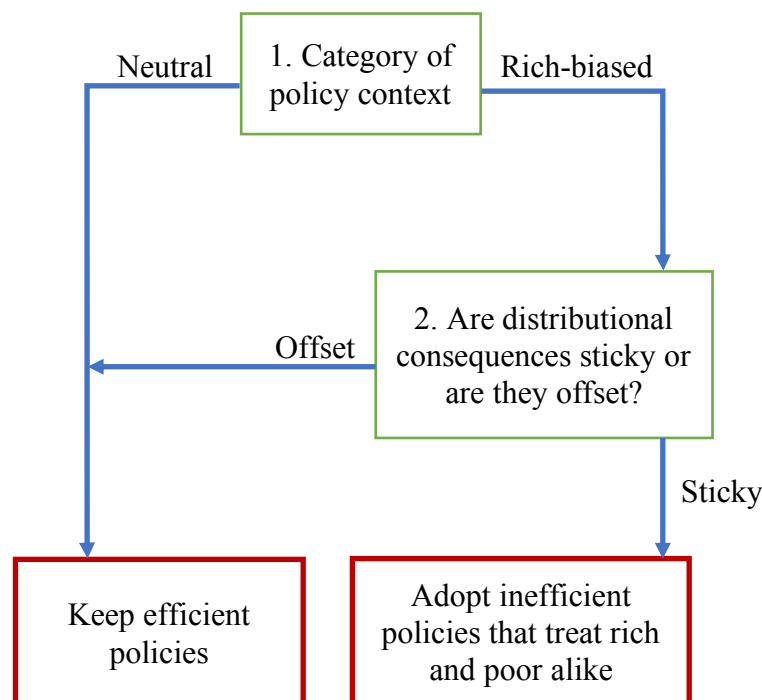 Neutral
1. Category of
policy context
Rich-biased
2. Are distributional
consequences sticky or
are they offset?
Offset
Sticky
Keep efficient
policies
Adopt inefficient
policies that treat rich
and poor alike